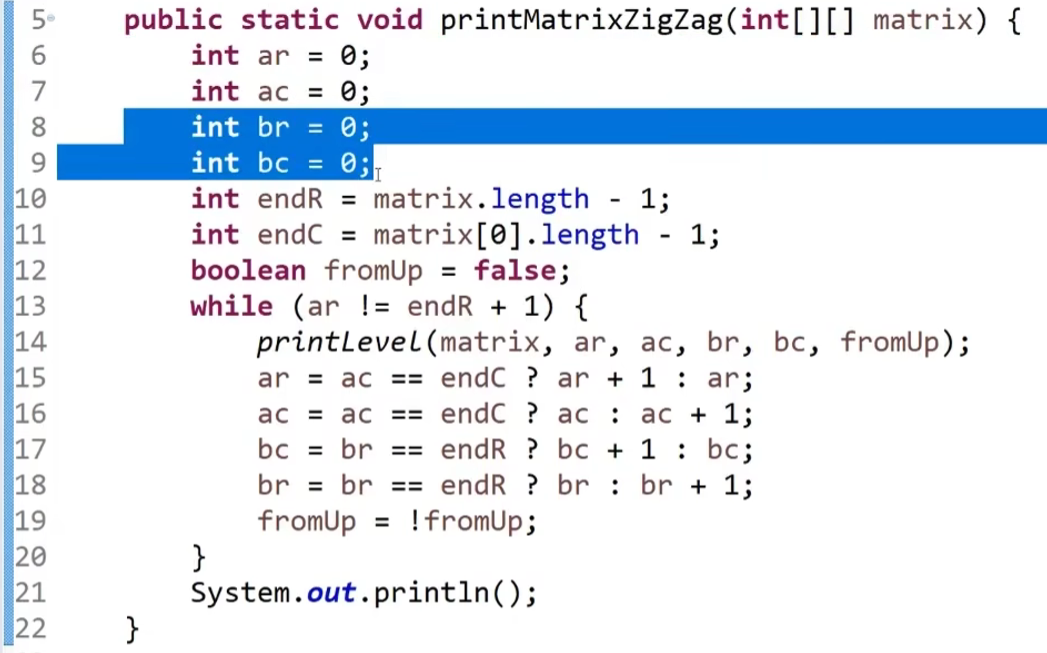 5 public static void printMatrixZigZag(int[][] matrix) {
6 int ar = 0;
7 int ac = 0;
8 int br = 0;
9 int bc = 0;
10 int endR = matrix.length - 1;
11 int endC = matrix[0].length - 1;
12 boolean fromUp = false;
13 while (ar != endR + 1) {
14 printLevel(matrix, ar, ac, br, bc, fromUp);
15 ar = ac == endC ? ar + 1 : ar;
16 ac = ac == endC ? ac : ac + 1;
17 bc = br == endR ? bc + 1 : bc;
18 br = br == endR ? br : br + 1;
19 fromUp = !fromUp;
20 }
21 System.out.println();
22 }